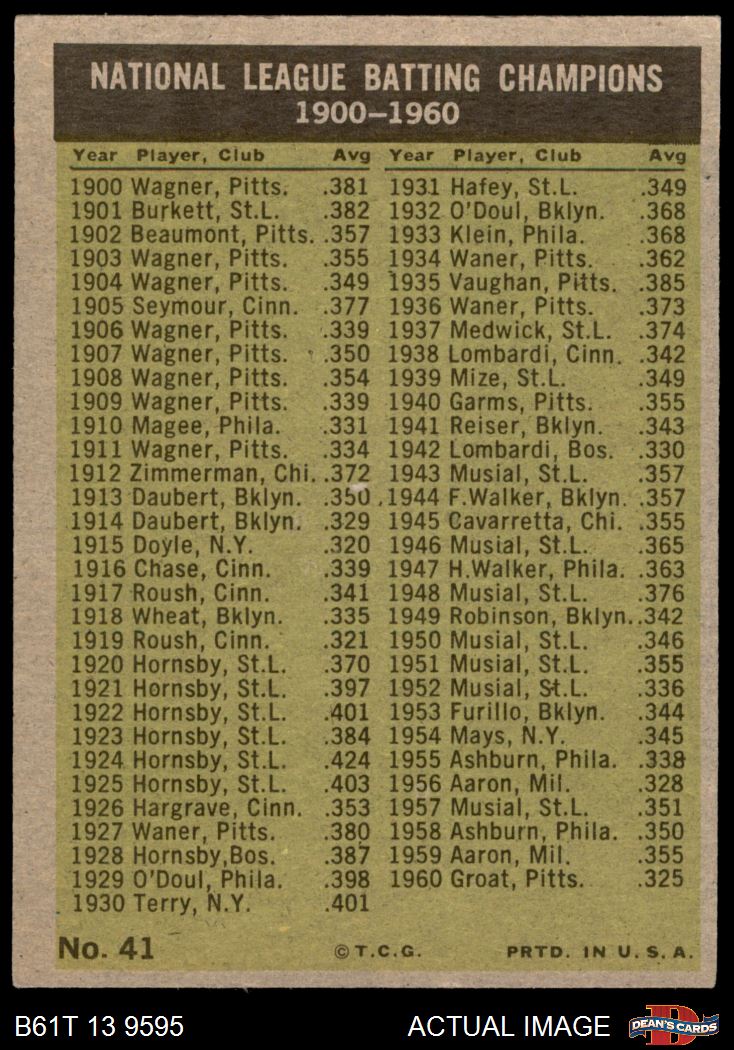 NATIONAL LEAGUE BATTING CHAMPIONS
1900–1960
Year Player, Club Avg
1900 Wagner, Pitts. .381
1901 Burkett, St.L. .382
1902 Beaumont, Pitts. .357
1903 Wagner, Pitts. .355
1904 Wagner, Pitts. .349
1905 Seymour, Cinn. .377
1906 Wagner, Pitts. .339
1907 Wagner, Pitts. .350
1908 Wagner, Pitts. .354
1909 Wagner, Pitts. .339
1910 Magee, Phila. .331
1911 Wagner, Pitts. .334
1912 Zimmerman, Chi. .372
1913 Daubert, Bklyn. .350
1914 Daubert, Bklyn. .329
1915 Doyle, N.Y. .320
1916 Chase, Cinn. .339
1917 Roush, Cinn. .341
1918 Wheat, Bklyn. .335
1919 Roush, Cinn. .321
1920 Hornsby, St.L. .370
1921 Hornsby, St.L. .397
1922 Hornsby, St.L. .401
1923 Hornsby, St.L. .384
1924 Hornsby, St.L. .424
1925 Hornsby, St.L. .403
1926 Hargrave, Cinn. .353
1927 Waner, Pitts. .380
1928 Hornsby,Bos. .387
1929 O'Doul, Phila. .398
1930 Terry, N.Y. .401
Year Player, Club Avg
1931 Hafey, St.L. .349
1932 O'Doul, Bklyn. .368
1933 Klein, Phila. .368
1934 Waner, Pitts. .362
1935 Vaughan, Pitts. .385
1936 Waner, Pitts. .373
1937 Medwick, St.L. .374
1938 Lombardi, Cinn. .342
1939 Mize, St.L. .349
1940 Garms, Pitts. .355
1941 Reiser, Bklyn. .343
1942 Lombardi, Bos. .330
1943 Musial, St.L. .357
1944 F.Walker, Bklyn. .357
1945 Cavarretta, Chi. .355
1946 Musial, St.L. .365
1947 H.Walker, Phila. .363
1948 Musial, St.L. .376
1949 Robinson, Bklyn. .342
1950 Musial, St.L. .346
1951 Musial, St.L. .355
1952 Musial, St.L. .336
1953 Furillo, Bklyn. .344
1954 Mays, N.Y. .345
1955 Ashburn, Phila. .338
1956 Aaron, Mil. .328
1957 Musial, St.L. .351
1958 Ashburn, Phila. .350
1959 Aaron, Mil. .355
1960 Groat, Pitts. .325
No. 41 © T.C.G. PRTD. IN U.S.A.
B61T 13 9595 ACTUAL IMAGE DEAN'S CARDS